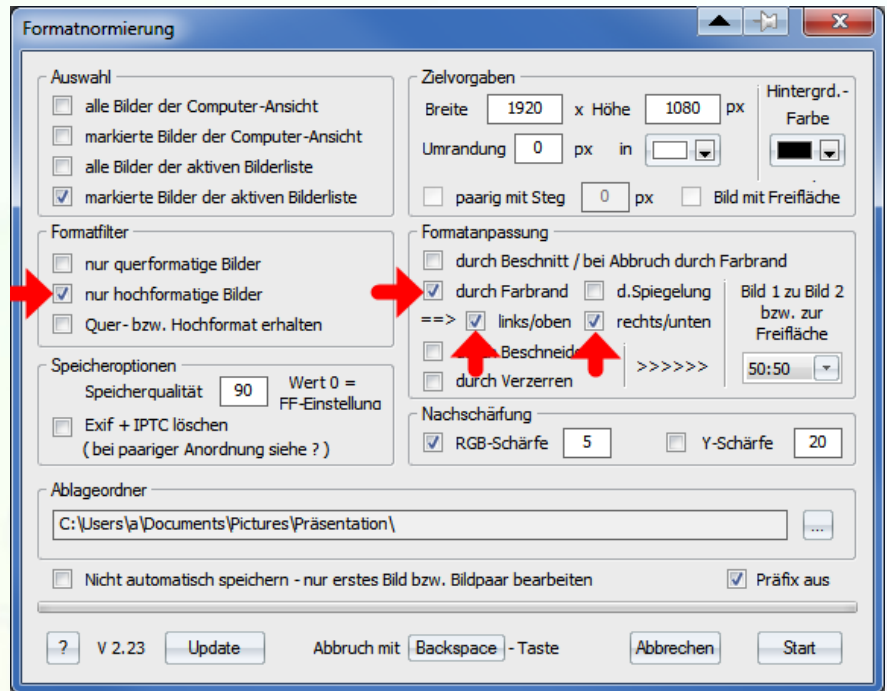 Formatnormierung
Auswahl
alle Bilder der Computer-Ansicht
markierte Bilder der Computer-Ansicht
alle Bilder der aktiven Bilderliste
markierte Bilder der aktiven Bilderliste
Zielvorgaben
Breite 1920 x Höhe 1080 px
Umrandung 0 px in
Hintergrd.-
Farbe
paarig mit Steg 0 px Bild mit Freifläche
Formatfilter
nur querformatige Bilder
nur hochformatige Bilder
Quer- bzw. Hochformat erhalten
Formatanpassung
durch Beschnitt / bei Abbruch durch Farbrand
durch Farbrand d.Spiegelung
==> links/oben rechts/unten
durch Verzerren
>>>>>>
Bild 1 zu Bild 2
bzw. zur
Freifläche
50:50
Speicheroptionen
Speicherqualität 90 Wert 0 =
FF-Einstellung
Exif + IPTC löschen
( bei paariger Anordnung siehe ? )
Nachschärfung
RGB-Schärfe 5 Y-Schärfe 20
Ablageordner
C:\Users\a\Documents\Pictures\Präsentation\
...
Nicht automatisch speichern - nur erstes Bild bzw. Bildpaar bearbeiten Präfix aus
? V 2.23 Update Abbruch mit Backspace - Taste Abbrechen Start